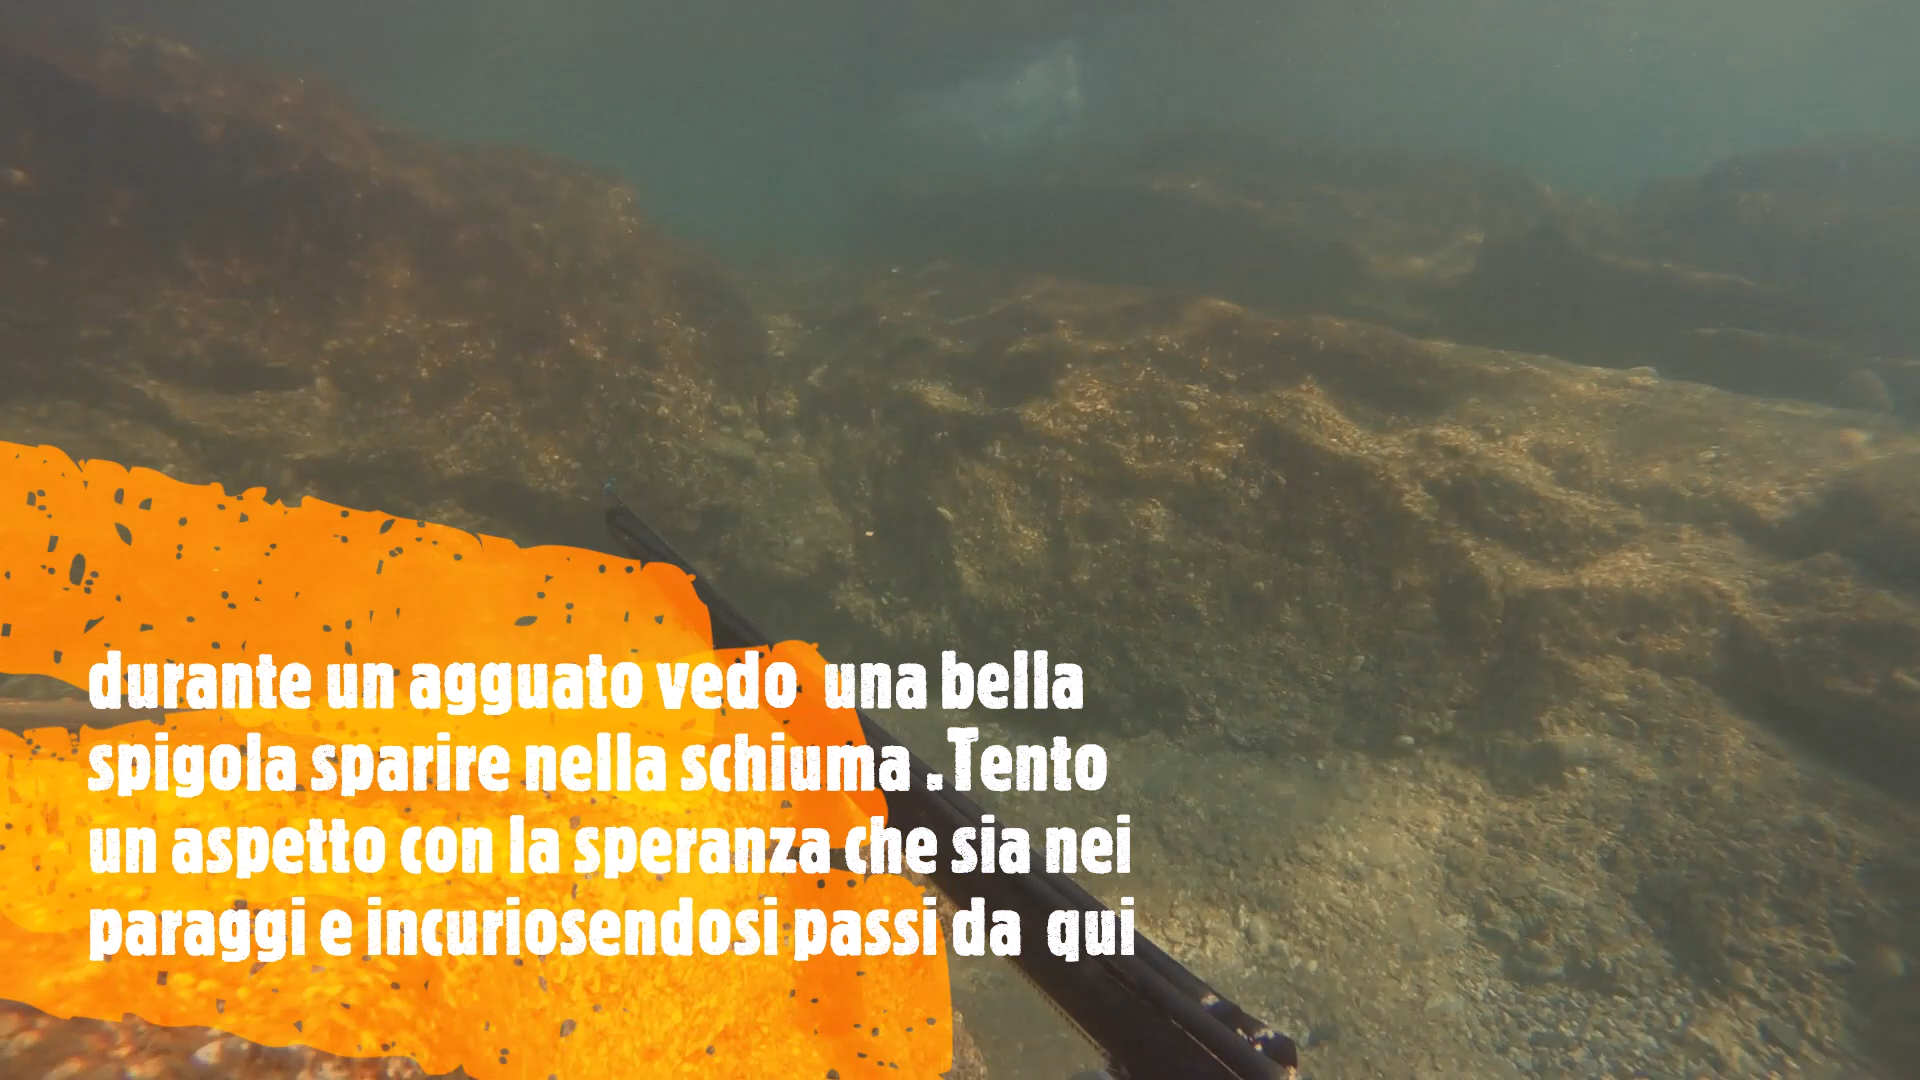 durante un agguato vedo  una bella
spigola sparire nella schiuma .Tento
un aspetto con la speranza che sia nei
paraggi e incuriosendosi passi da  qui